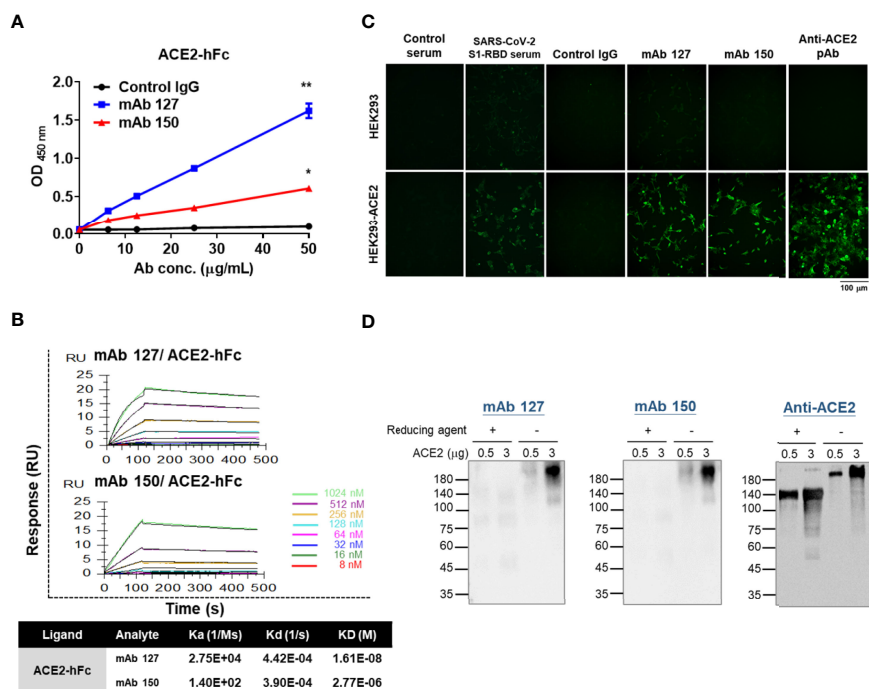 A
ACE2-hFc
Control IgG
mAb 127
mAb 150
**
*
OD 450 nm
2.0
1.5
1.0
0.5
0.0
0 10 20 30 40 50
Ab conc. (μg/mL)
B
RU mAb 127/ ACE2-hFc
25
20
15
10
5
0
0 100 200 300 400 500
RU mAb 150/ ACE2-hFc
25
20
15
10
5
0
0 100 200 300 400 500
Response (RU)
Time (s)
1024 nM
512 nM
256 nM
128 nM
64 nM
32 nM
16 nM
8 nM
Ligand Analyte Ka (1/Ms) Kd (1/s) KD (M)
ACE2-hFc
mAb 127 2.75E+04 4.42E-04 1.61E-08
mAb 150 1.40E+02 3.90E-04 2.77E-06
C
Control serum
SARS-CoV-2 S1-RBD serum
Control IgG
mAb 127
mAb 150
Anti-ACE2 pAb
HEK293
HEK293-ACE2
100 μm
D
mAb 127
mAb 150
Anti-ACE2
Reducing agent + - + - + -
ACE2 (μg) 0.5 3 0.5 3 0.5 3 0.5 3 0.5 3 0.5 3
180
140
100
75
60
45
35
180
140
100
75
60
45
35
180
140
100
75
60
45
35